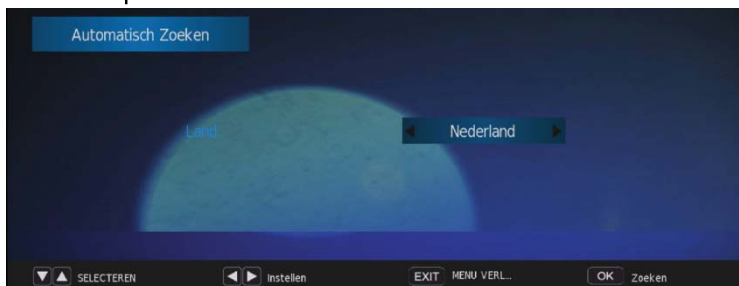 Automatisch Zoeken
Land Nederland
SELECTEREN Instellen EXIT MENU VERL... OK Zoeken